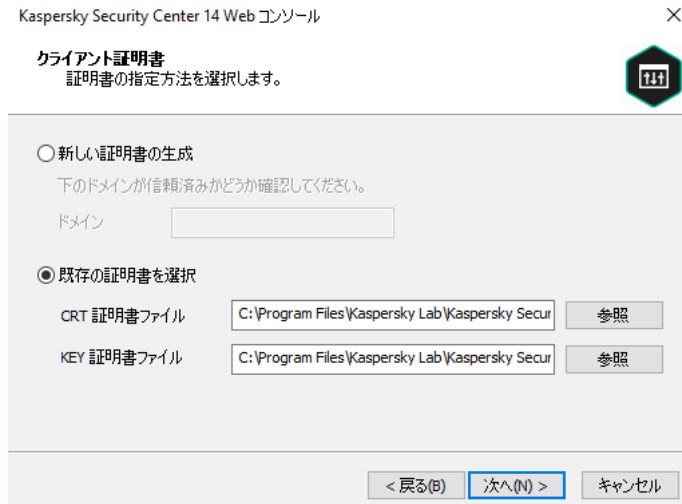 Kaspersky Security Center 14 Web コンソール
クライアント証明書
証明書の指定方法を選択します。
新しい証明書の生成
下のドメインが信頼済みかどうか確認してください。
ドメイン
既存の証明書を選択
CRT 証明書ファイル C:\Program Files\Kaspersky Lab\Kaspersky Secur 参照
KEY 証明書ファイル C:\Program Files\Kaspersky Lab\Kaspersky Secur 参照
< 戻る(B) 次へ(N) > キャンセル